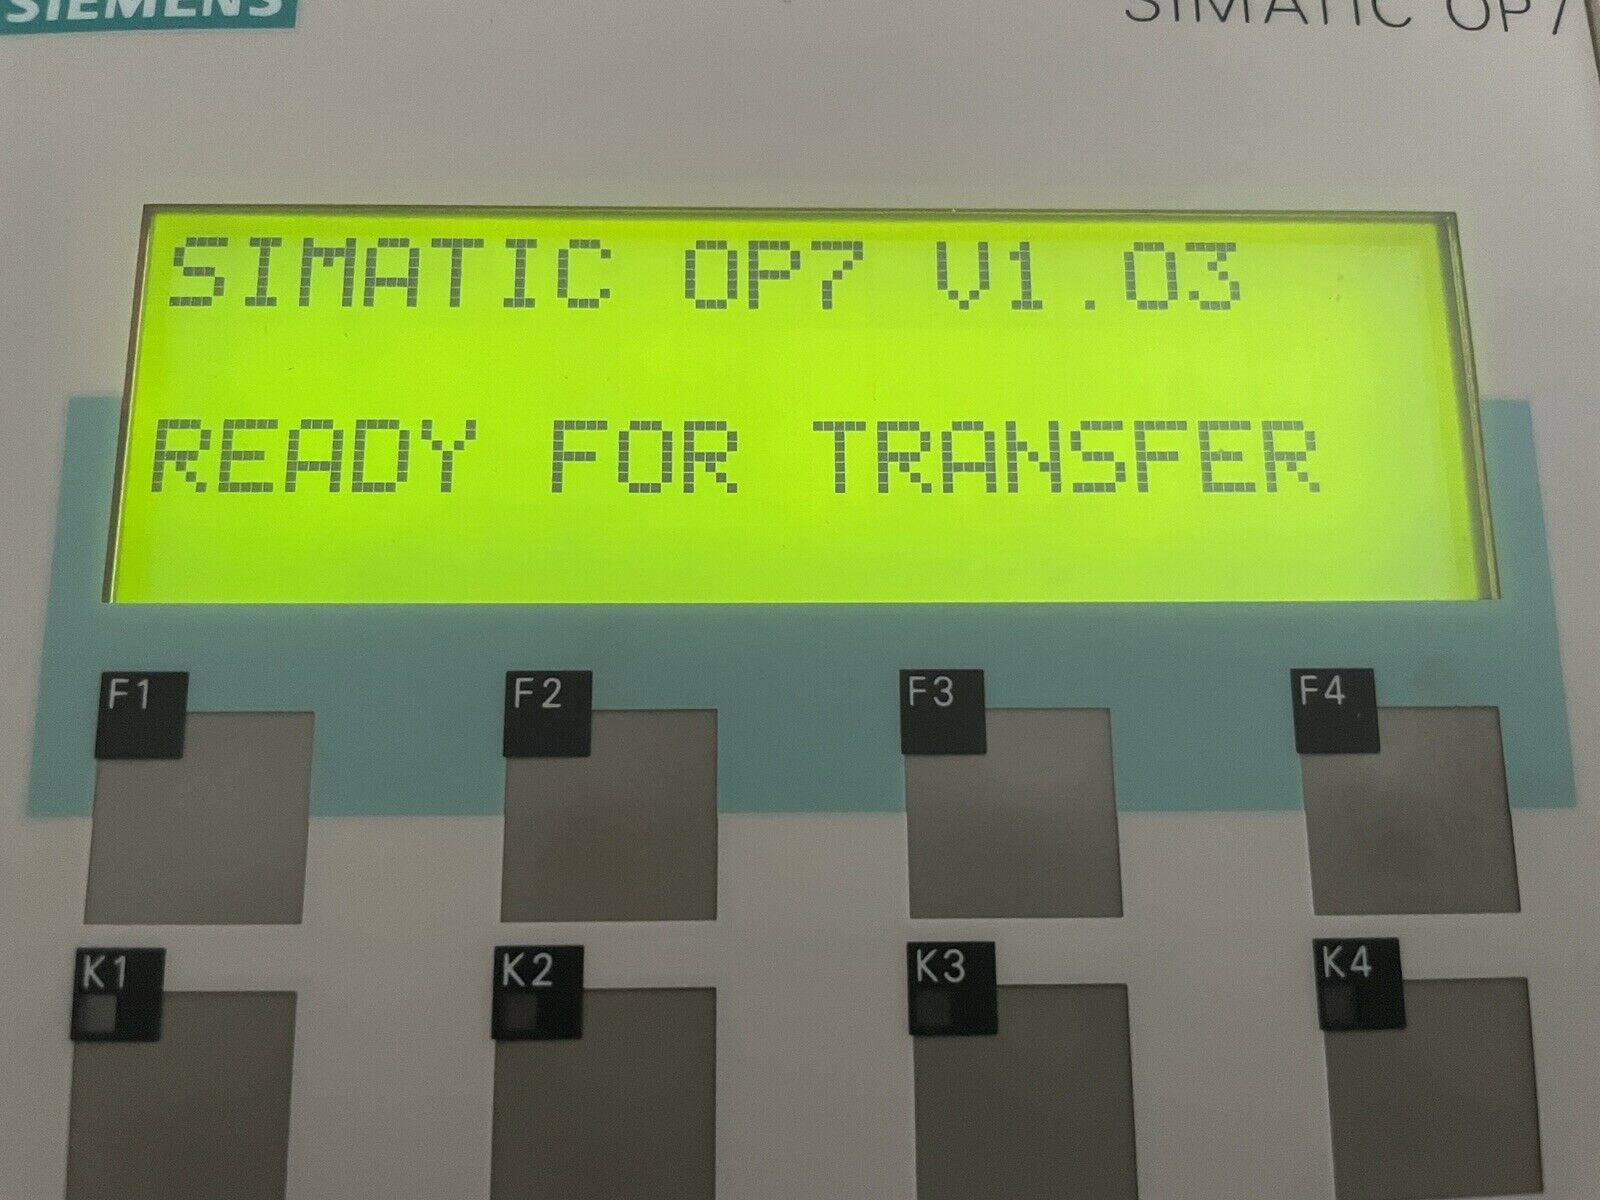 SIEMENS
SIMATIC OP7
SIMATIC OP7 V1.03
READY FOR TRANSFER
F1 F2 F3 F4
K1 K2 K3 K4